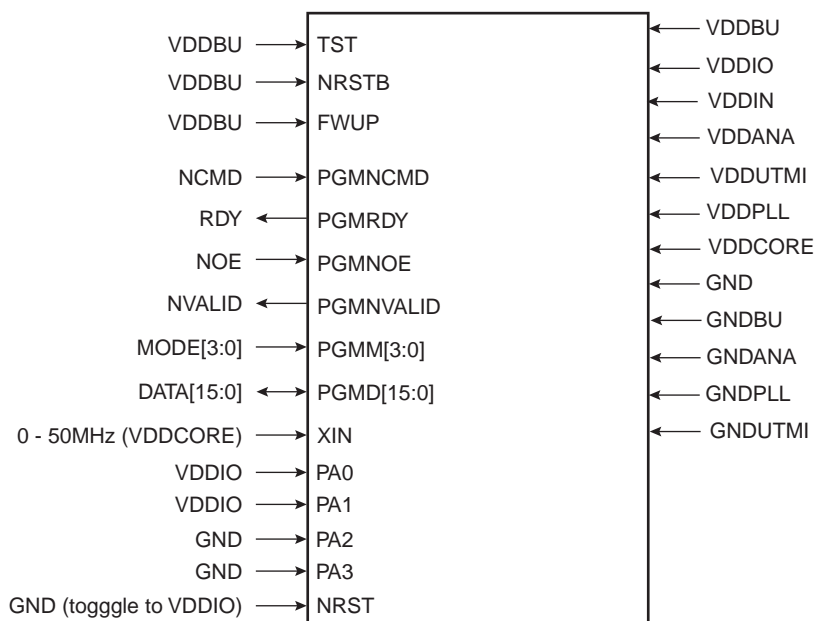 VDDBU TST
VDDBU NRSTB
VDDBU FWUP
NCMD PGMNCMD
RDY PGMRDY
NOE PGMNOE
NVALID PGMNVALID
MODE[3:0] PGMM[3:0]
DATA[15:0] PGMD[15:0]
0 - 50MHz (VDDCORE) XIN
VDDIO PA0
VDDIO PA1
GND PA2
GND PA3
GND (togggle to VDDIO) NRST
VDDBU
VDDIO
VDDIN
VDDANA
VDDUTMI
VDDPLL
VDDCORE
GND
GNDBU
GNDANA
GNDPLL
GNDUTMI